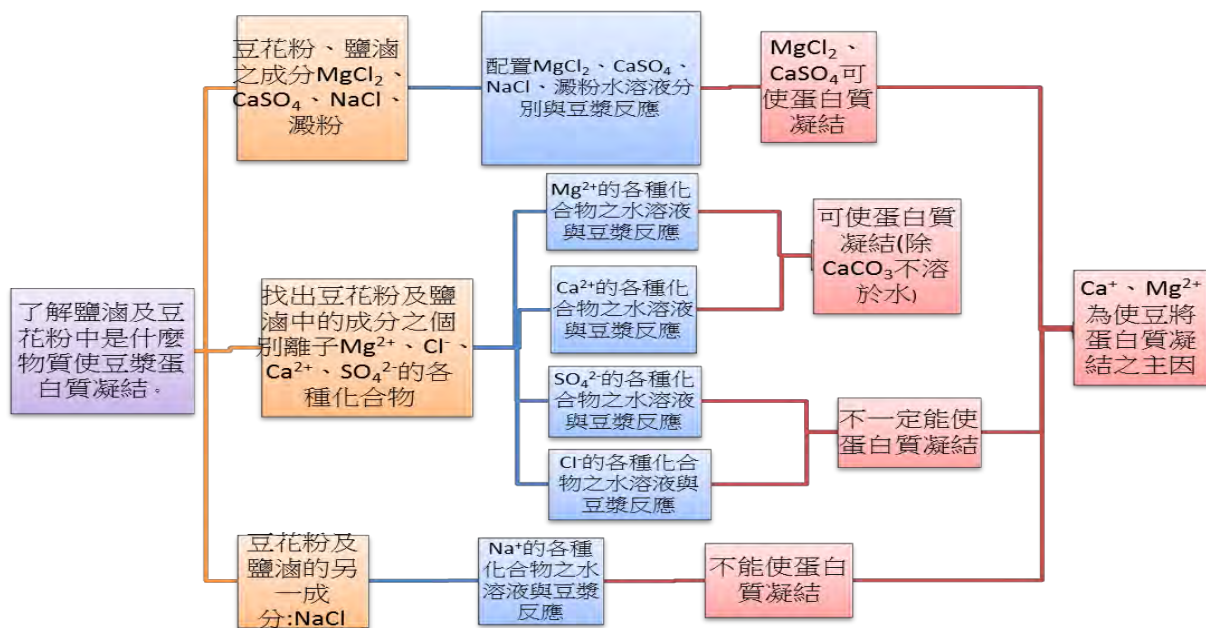 了解鹽滷及豆
花粉中是什麼
物質使豆漿蛋
白質凝結。
豆花粉、鹽滷
之成分MgCl₂、
CaSO₄、NaCl、
澱粉
配置MgCl₂、CaSO₄、
NaCl、澱粉水溶液分
別與豆漿反應
MgCl₂、
CaSO₄可
使蛋白質
凝結
找出豆花粉及鹽
滷中的成分之個
別離子Mg²⁺、Cl⁻、
Ca²⁺、SO₄²⁻的各
種化合物
Mg²⁺的各種化
合物之水溶液
與豆漿反應
Ca²⁺的各種化
合物之水溶液
與豆漿反應
可使蛋白質
凝結(除
CaCO₃不溶
於水)
SO₄²⁻的各種化
合物之水溶液
與豆漿反應
Cl⁻的各種化合
物之水溶液與
豆漿反應
不一定能使
蛋白質凝結
豆花粉及
鹽滷的另
一成
分:NaCl
Na⁺的各種
化合物之水
溶液與豆漿
反應
不能使蛋白
質凝結
Ca⁺、Mg²⁺
為使豆將
蛋白質凝
結之主因